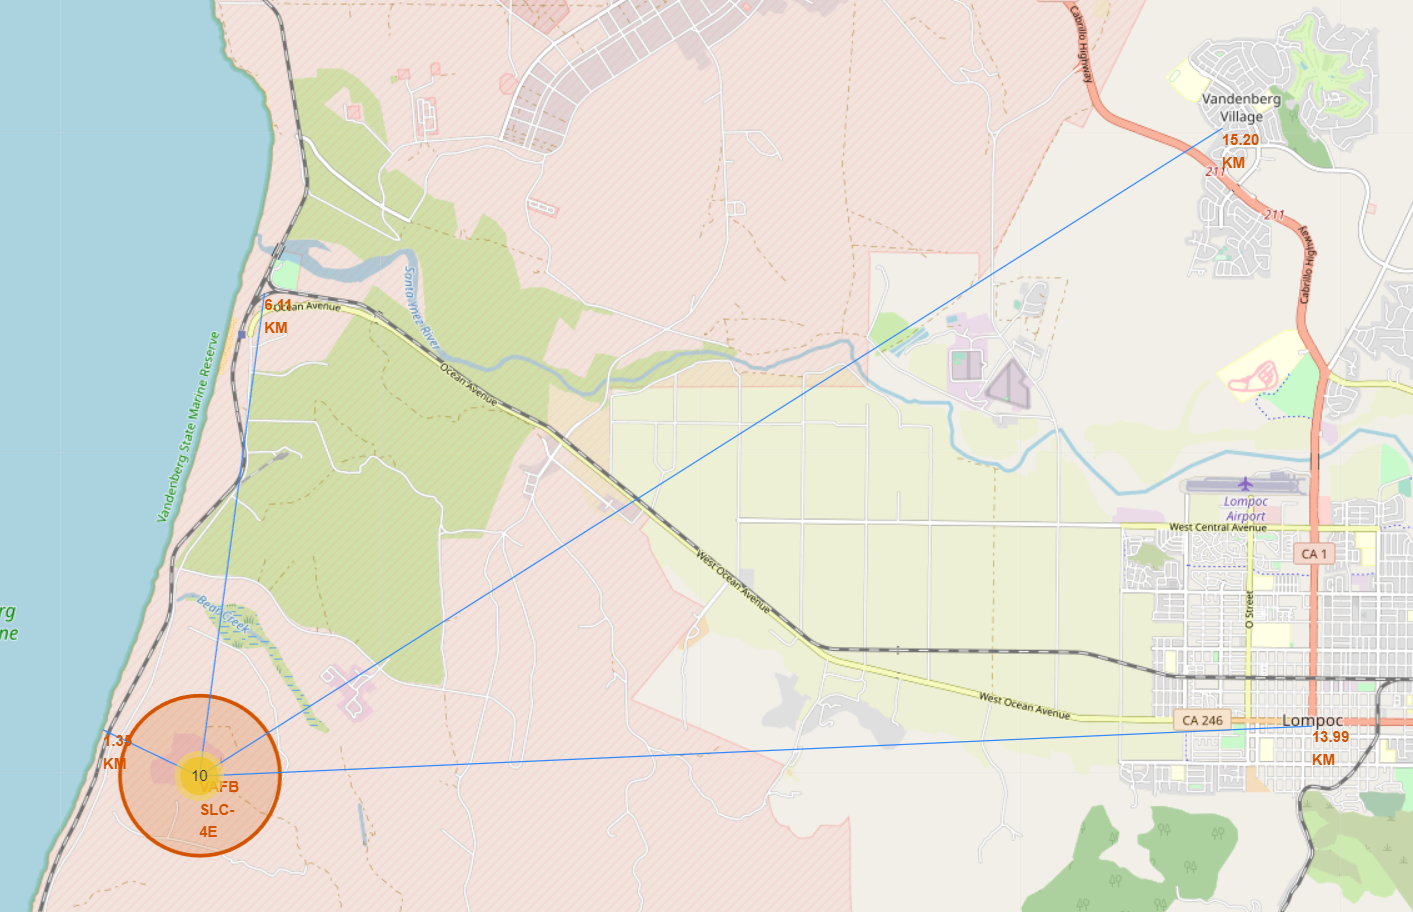 Cabrillo Highway
Vandenberg
Village
15.20
KM
211
211
Cabrillo Highway
Santa Ynez River
6.11
KM
Ocean Avenue
Vandenberg State Marine Reserve
Ocean Avenue
Lompoc
Airport
West Central Avenue
CA 1
West Ocean Avenue
O Street
Bear Creek
rg
ne
West Ocean Avenue
CA 246
Lompoc
13.99
KM
KM
10
VAFB
SLC-
4E